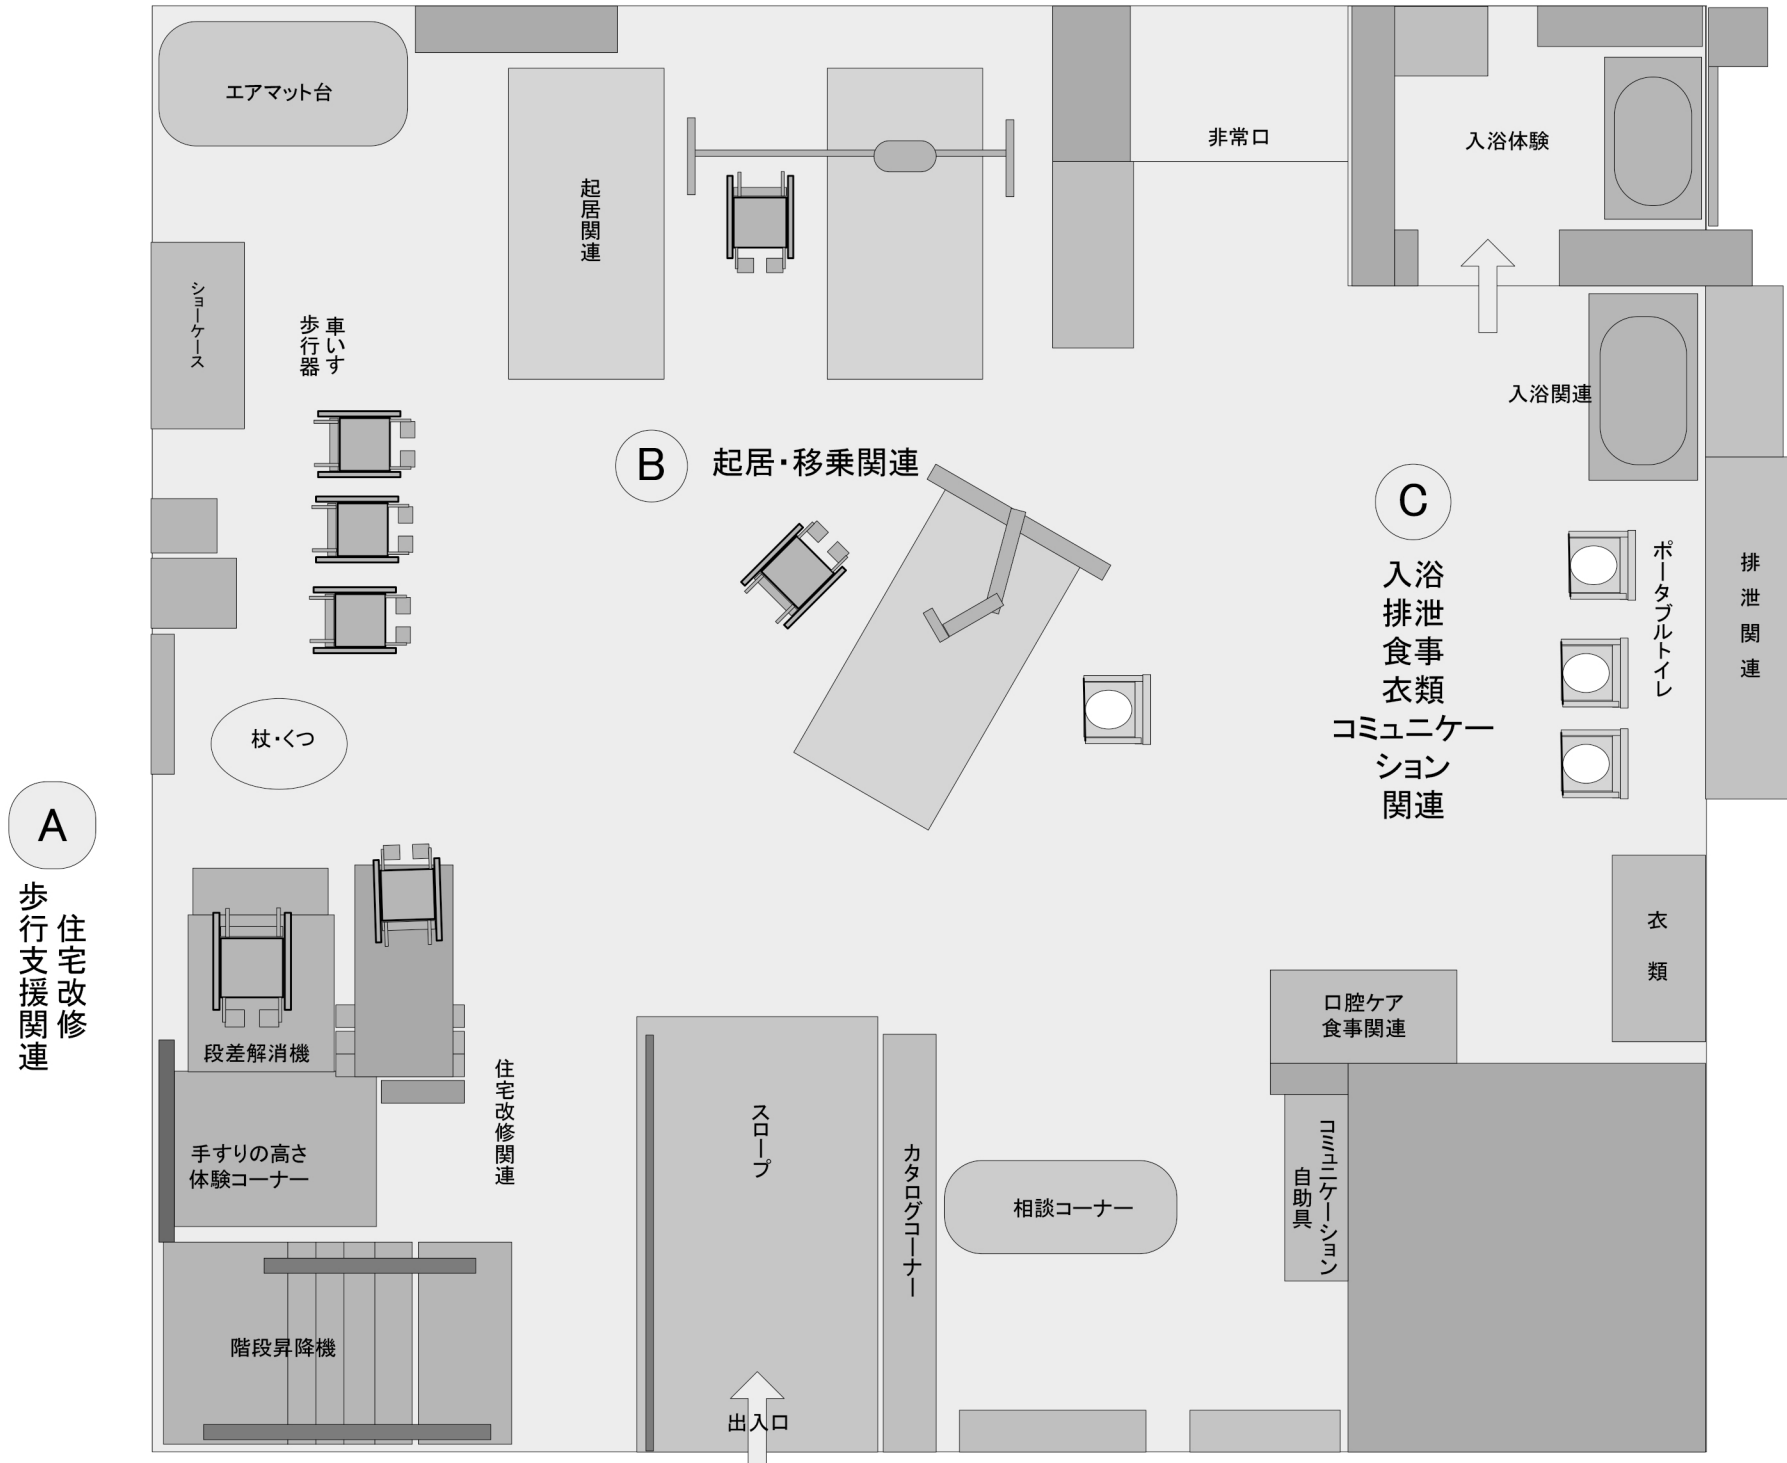 エアマット台
起居関連
非常口
入浴体験
ショーケース
車いす
歩行器
入浴関連
B
起居・移乗関連
C
入浴
排泄
食事
衣類
コミュニケー
ション
関連
ポータブルトイレ
排泄関連
杖・くつ
A
住宅改修
歩行支援関連
衣類
口腔ケア
食事関連
段差解消機
住宅改修関連
手すりの高さ
体験コーナー
スロープ
カタログコーナー
相談コーナー
コミュニケーション
自助具
階段昇降機
出入口